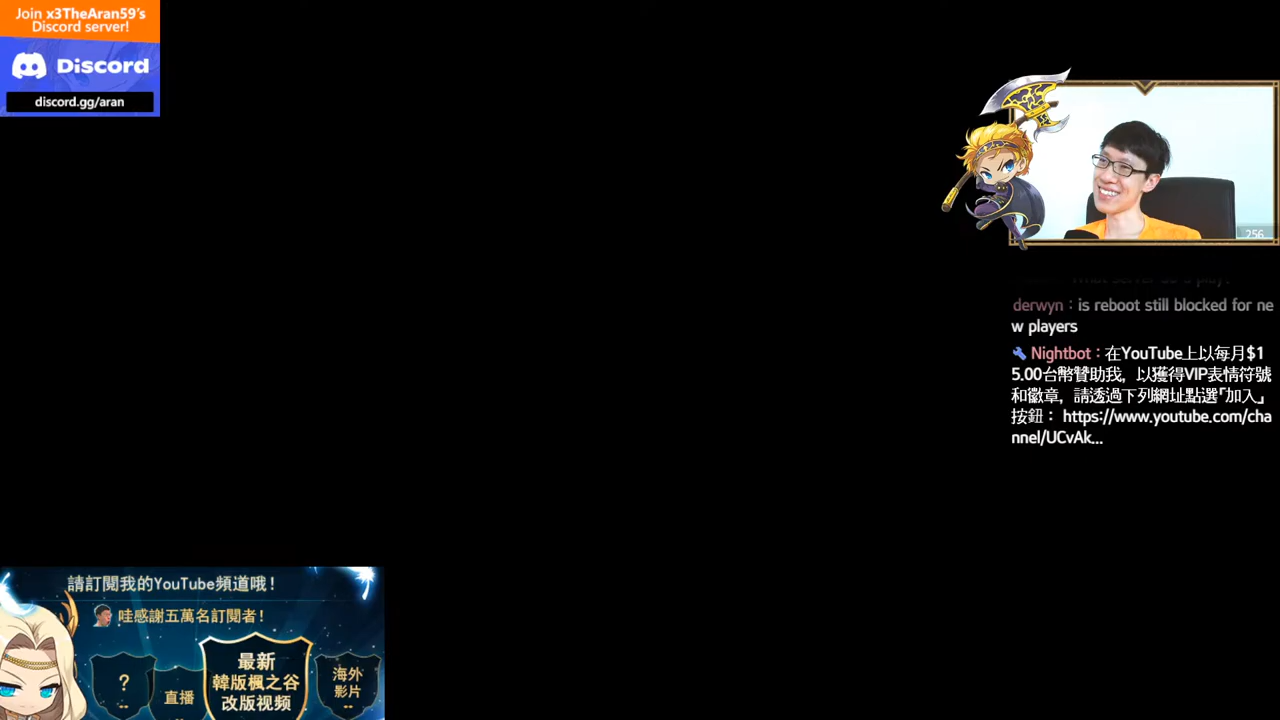 Join x3TheAran59's
Discord server!
Discord
discord.gg/aran
256
derwyn : is reboot still blocked for ne
w players
Nightbot : 在YouTube上以每月$1
5.00台幣贊助我，以獲得VIP表情符號
和徽章，請透過下列網址點選「加入」
按鈕： https://www.youtube.com/cha
nnel/UCvAk...
請訂閱我的YouTube頻道哦！
哇感謝五萬名訂閱者！
?
--
直播
最新
韓版楓之谷
改版视频
海外
影片
--